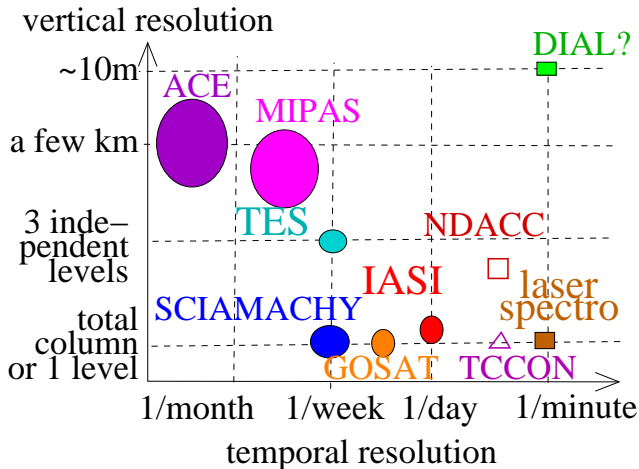 vertical resolution
~10m
DIAL?
ACE
MIPAS
a few km
3 inde-
pendent
levels
TES
NDACC
IASI
laser
spectro
SCIAMACHY
total
column
or 1 level
GOSAT
TCCON
1/month
1/week
1/day
1/minute
temporal resolution